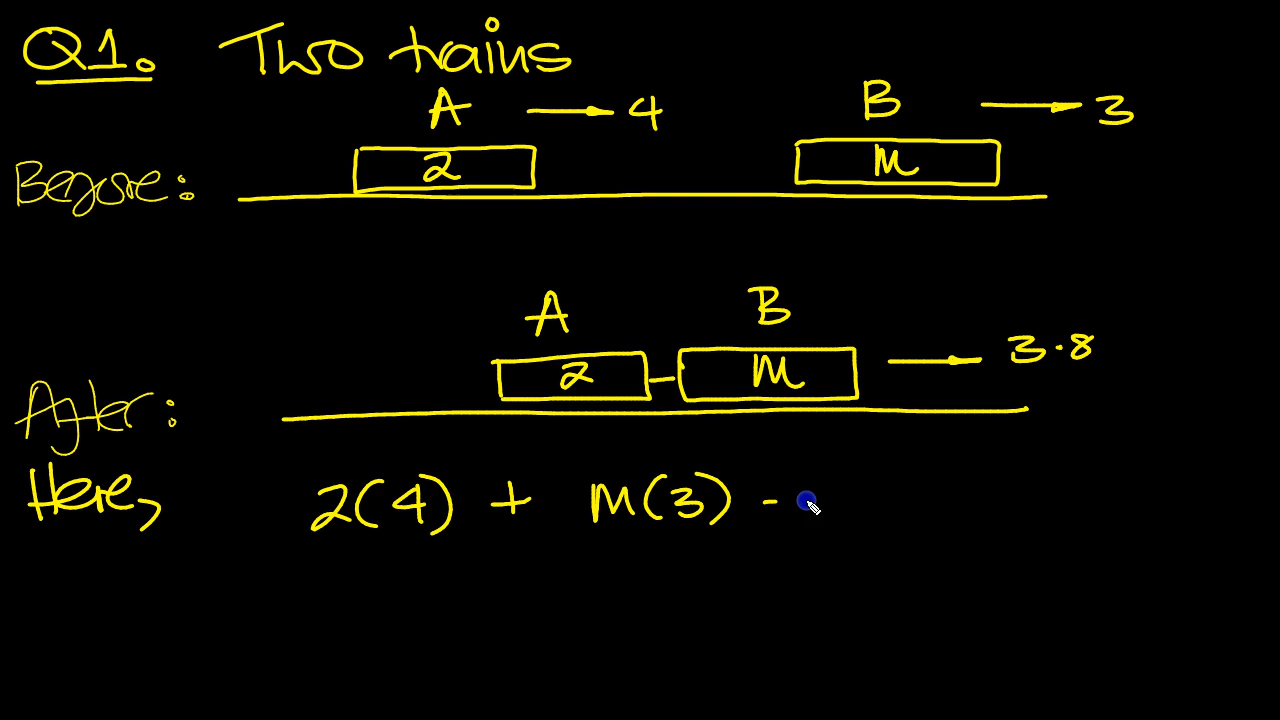 Q1. Two trains
A → 4 B → 3
Before: 2 m
A B
After: 2 m → 3.8
Here, 2(4) + m(3) -